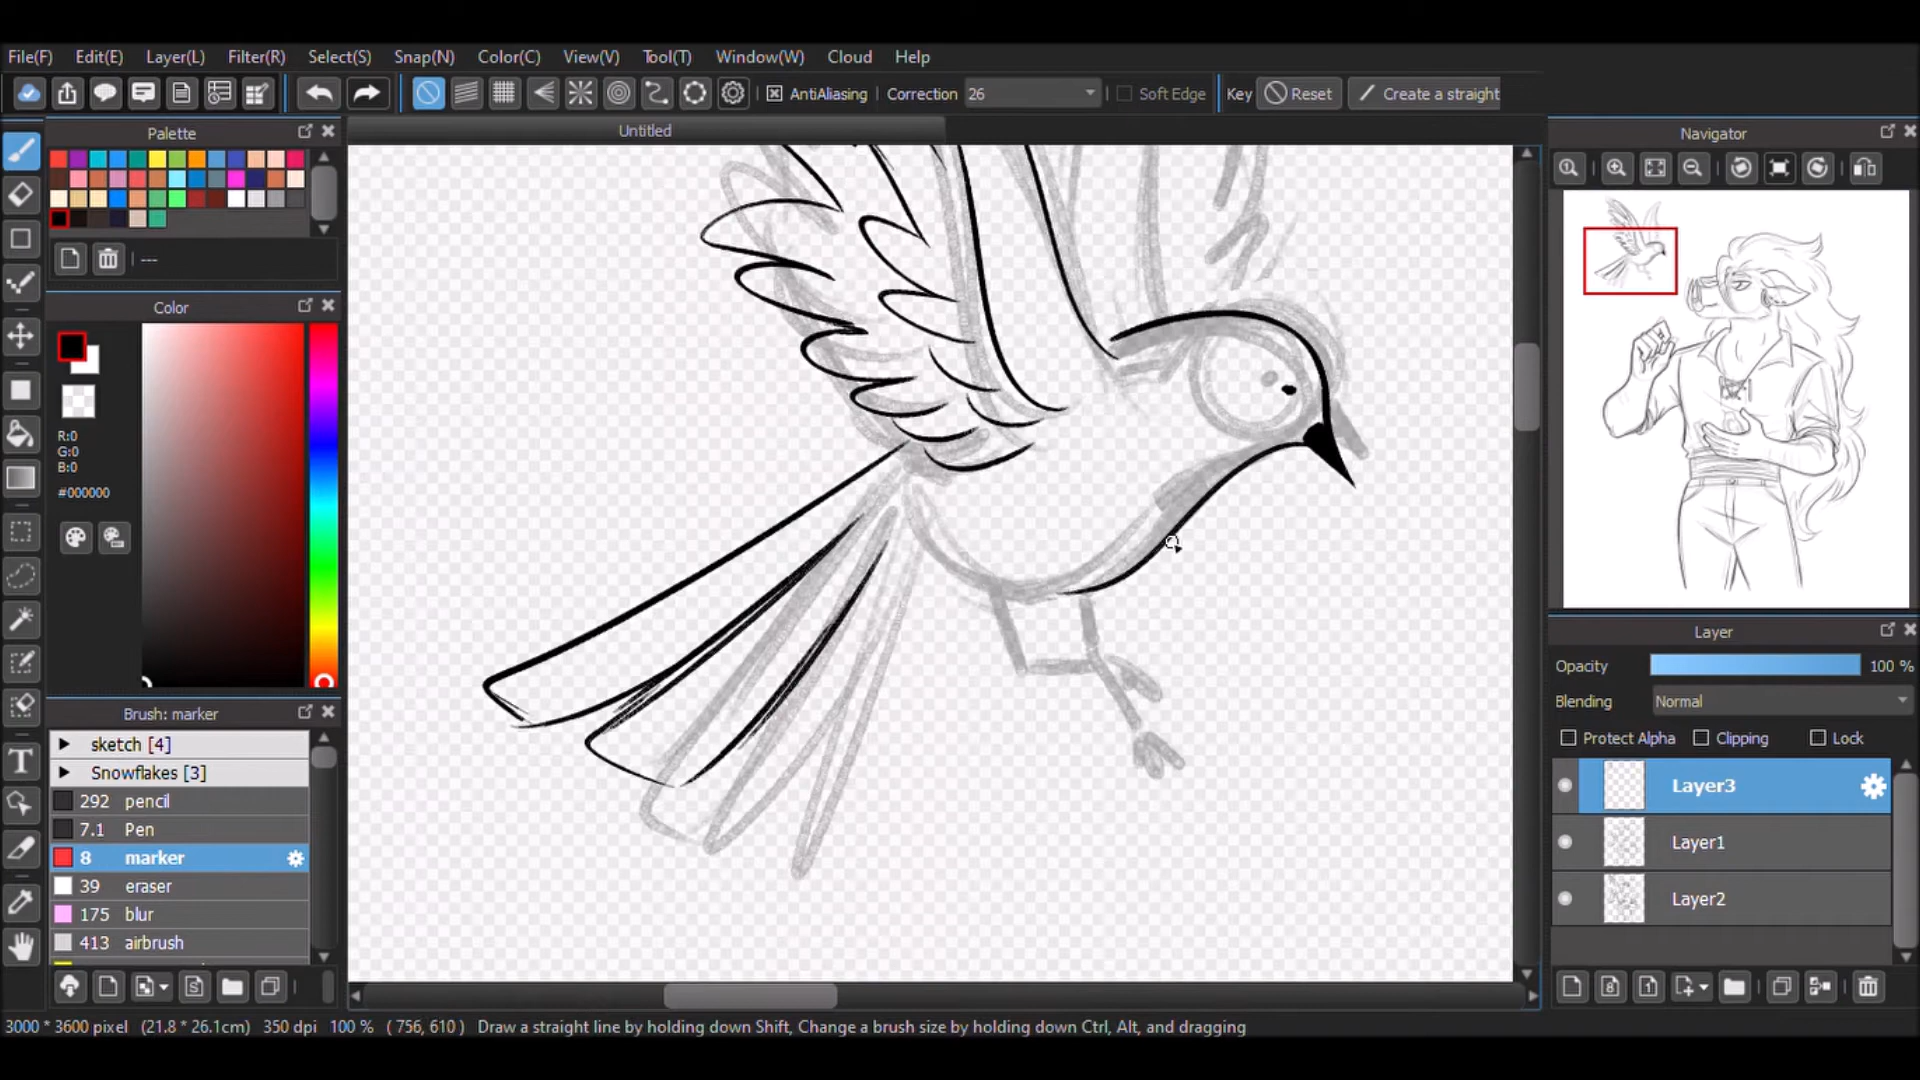 File(F) Edit(E) Layer(L) Filter(R) Select(S) Snap(N) Color(C) View(V) Tool(T) Window(W) Cloud Help
AntiAliasing Correction 26 Soft Edge Key Reset Create a straight
Palette
Untitled
Navigator
---
Color
R:0
G:0
B:0
#000000
Brush: marker
sketch [4]
Snowflakes [3]
292 pencil
7.1 Pen
8 marker
39 eraser
175 blur
413 airbrush
Layer
Opacity 100 %
Blending Normal
Protect Alpha Clipping Lock
Layer3
Layer1
Layer2
3000 * 3600 pixel (21.8 * 26.1cm) 350 dpi 100 % ( 756, 610 ) Draw a straight line by holding down Shift, Change a brush size by holding down Ctrl, Alt, and dragging